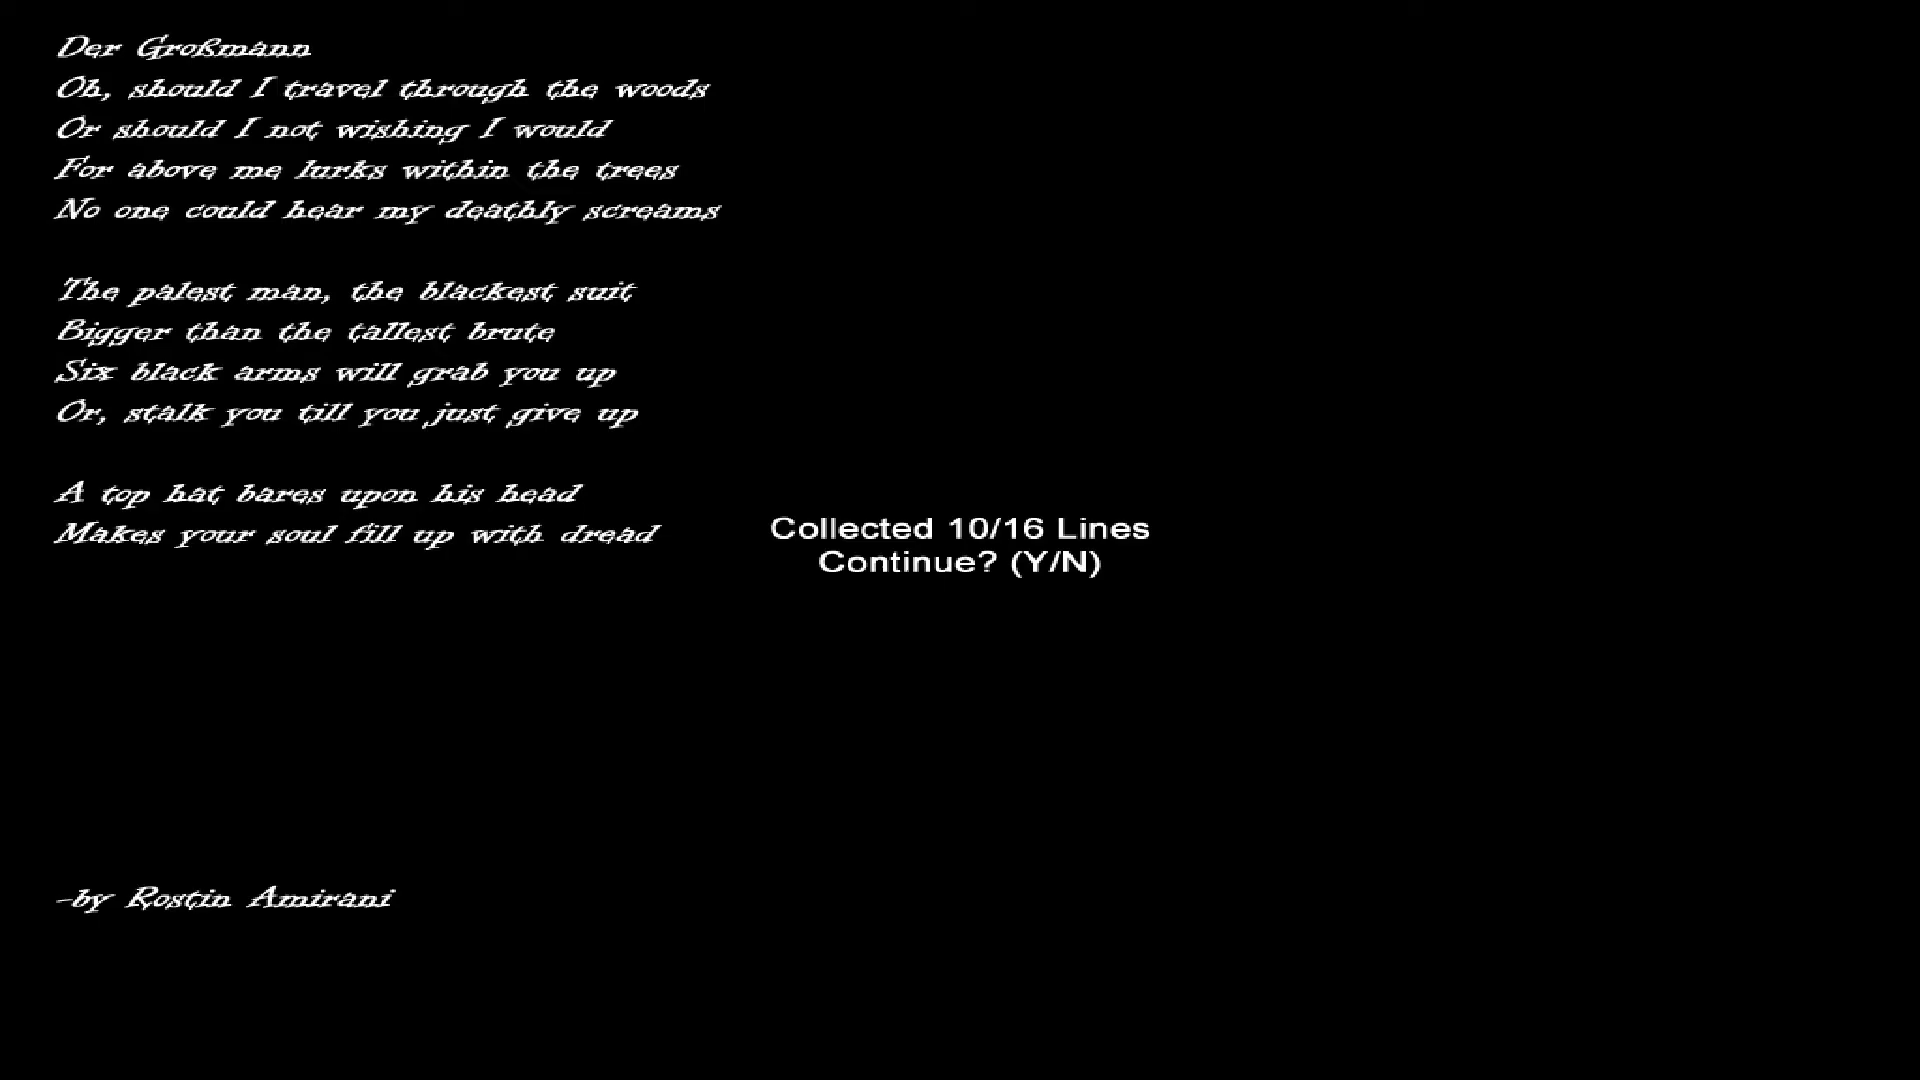 Der Großmann
Oh, should I travel through the woods
Or should I not wishing I would
For above me lurks within the trees
No one could hear my deathly screams
The palest man, the blackest suit
Bigger than the tallest brute
Six black arms will grab you up
Or, stalk you till you just give up
A top hat bares upon his head
Makes your soul fill up with dread
Collected 10/16 Lines
Continue? (Y/N)
-by Rostin Amirani